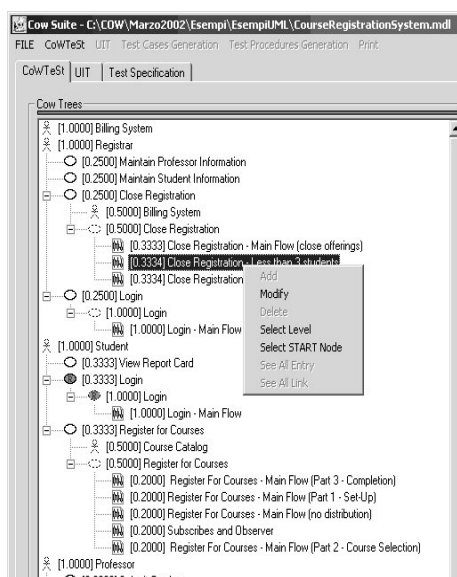 Cow Suite - C:\COW\Marzo2002\Esempi\EsempiUML\CourseRegistrationSystem.mdl
FILE CoWTeSt UIT Test Cases Generation Test Procedures Generation Print
CoWTeSt UIT Test Specification
Cow Trees
[1.0000] Billing System
[1.0000] Registrar
[0.2500] Maintain Professor Information
[0.2500] Maintain Student Information
[0.2500] Close Registration
[0.5000] Billing System
[0.5000] Close Registration
[0.3333] Close Registration - Main Flow (close offerings)
[0.3334] Close Registration - Less than 3 students
[0.3334] Close Registration
Add
Modify
Delete
Select Level
Select START Node
See All Entry
See All Link
[0.2500] Login
[1.0000] Login
[1.0000] Login - Main Flow
[1.0000] Student
[0.3333] View Report Card
[0.3333] Login
[1.0000] Login
[1.0000] Login - Main Flow
[0.3333] Register for Courses
[0.5000] Course Catalog
[0.5000] Register for Courses
[0.2000] Register For Courses - Main Flow (Part 3 - Completion)
[0.2000] Register For Courses - Main Flow (Part 1 - Set-Up)
[0.2000] Register For Courses - Main Flow (no distribution)
[0.2000] Subscribes and Observer
[0.2000] Register For Courses - Main Flow (Part 2 - Course Selection)
[1.0000] Professor